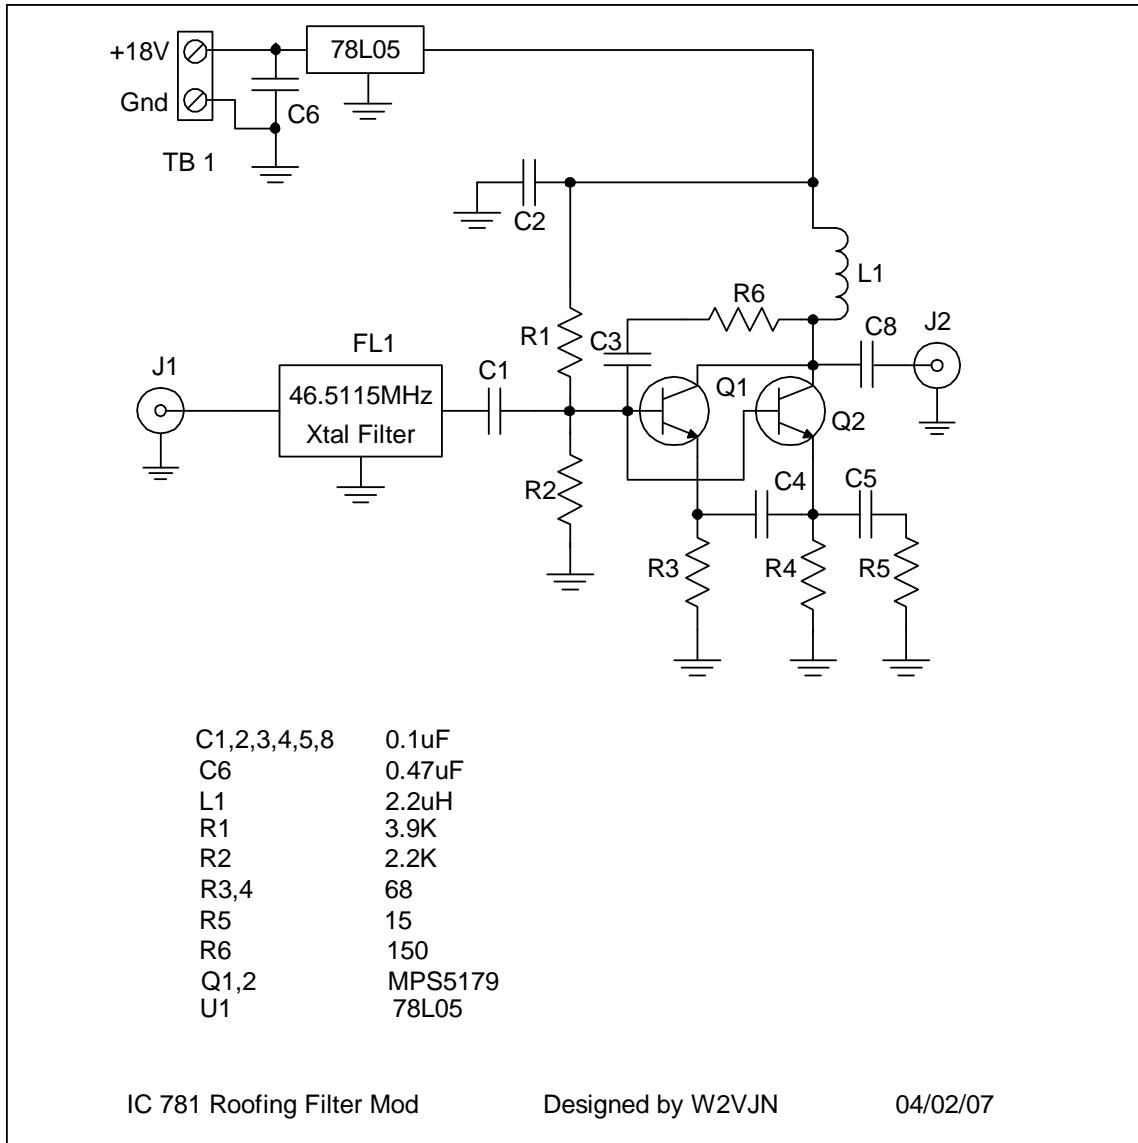 +18V
78L05
Gnd
C6
TB 1
C2
L1
R6
R1
C3
C8
J2
FL1
J1
C1
Q1
46.5115MHz
Xtal Filter
Q2
R2
C4
C5
R3
R4
R5
C1,2,3,4,5,8 0.1uF
C6 0.47uF
L1 2.2uH
R1 3.9K
R2 2.2K
R3,4 68
R5 15
R6 150
Q1,2 MPS5179
U1 78L05
IC 781 Roofing Filter Mod Designed by W2VJN 04/02/07